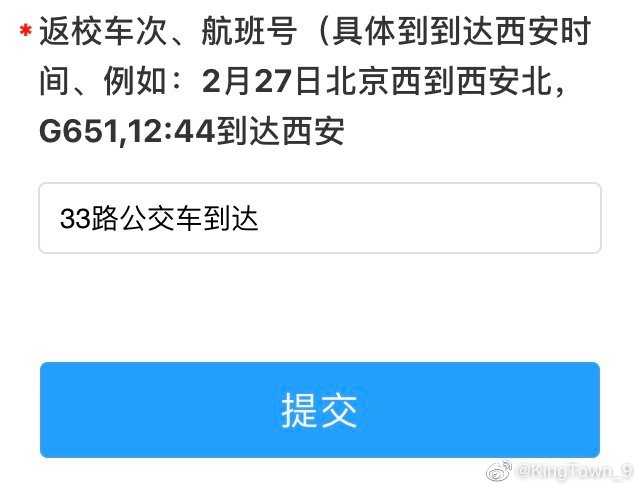 *返校车次、航班号（具体到到达西安时
间、例如：2月27日北京西到西安北，
G651,12:44到达西安
33路公交车到达
提交
@KingTown_9